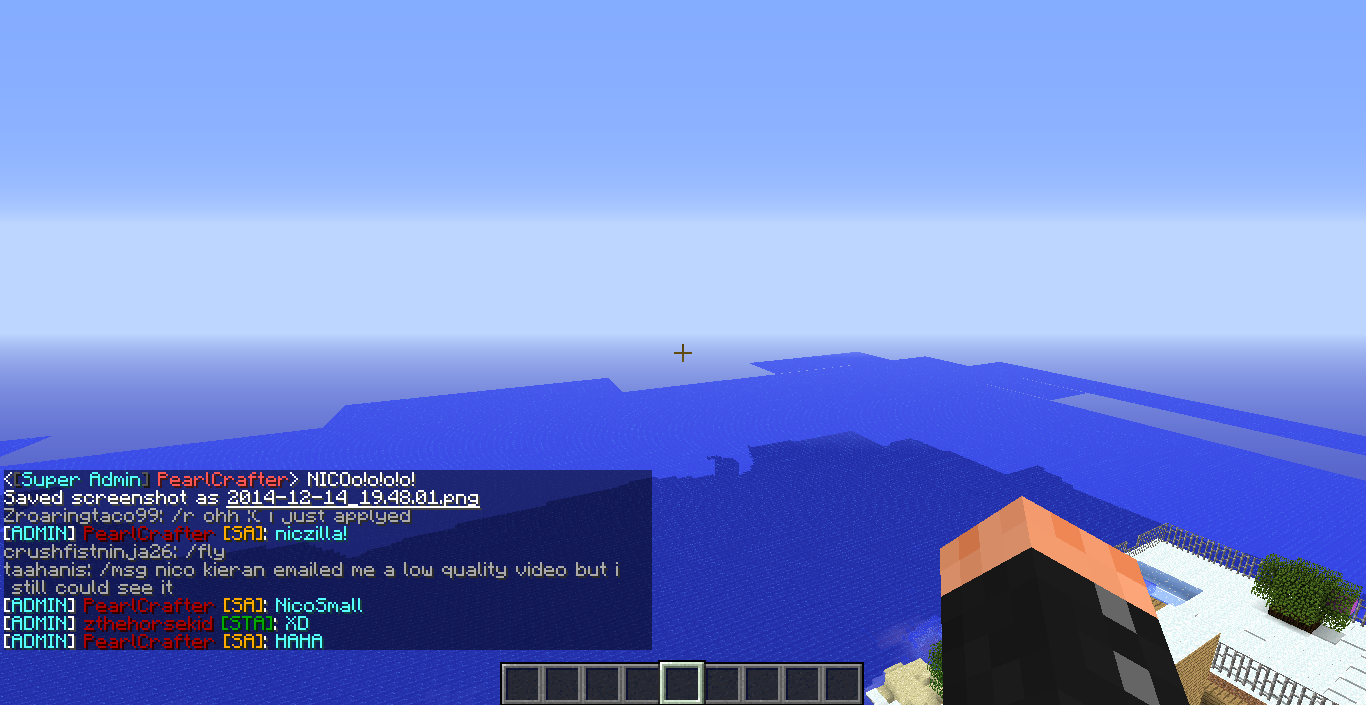 <[Super Admin] PearlCrafter> NICOo!o!o!o!
Saved screenshot as 2014-12-14_19.48.01.png
Zroaringtaco99: /r ohh :( i just applyed
[ADMIN] PearlCrafter [SA]: niczilla!
crushfistninja26: /fly
taahanis: /msg nico kieran emailed me a low quality video but i
still could see it
[ADMIN] PearlCrafter [SA]: NicoSmall
[ADMIN] zthehorsekid [STA]: XD
[ADMIN] PearlCrafter [SA]: HAHA